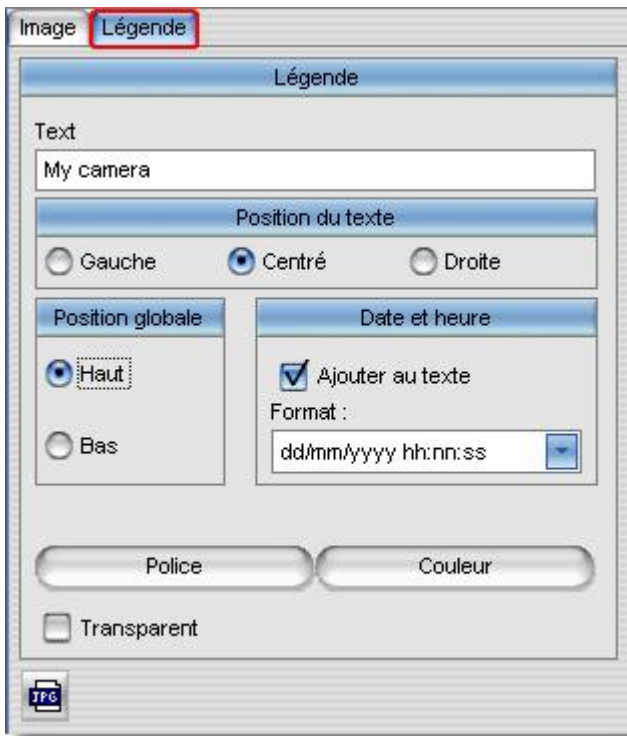 Image Légende
Légende
Text
My camera
Position du texte
Gauche Centré Droite
Position globale
Haut
Bas
Date et heure
Ajouter au texte
Format :
dd/mm/yyyy hh:nn:ss
Police Couleur
Transparent
JPG